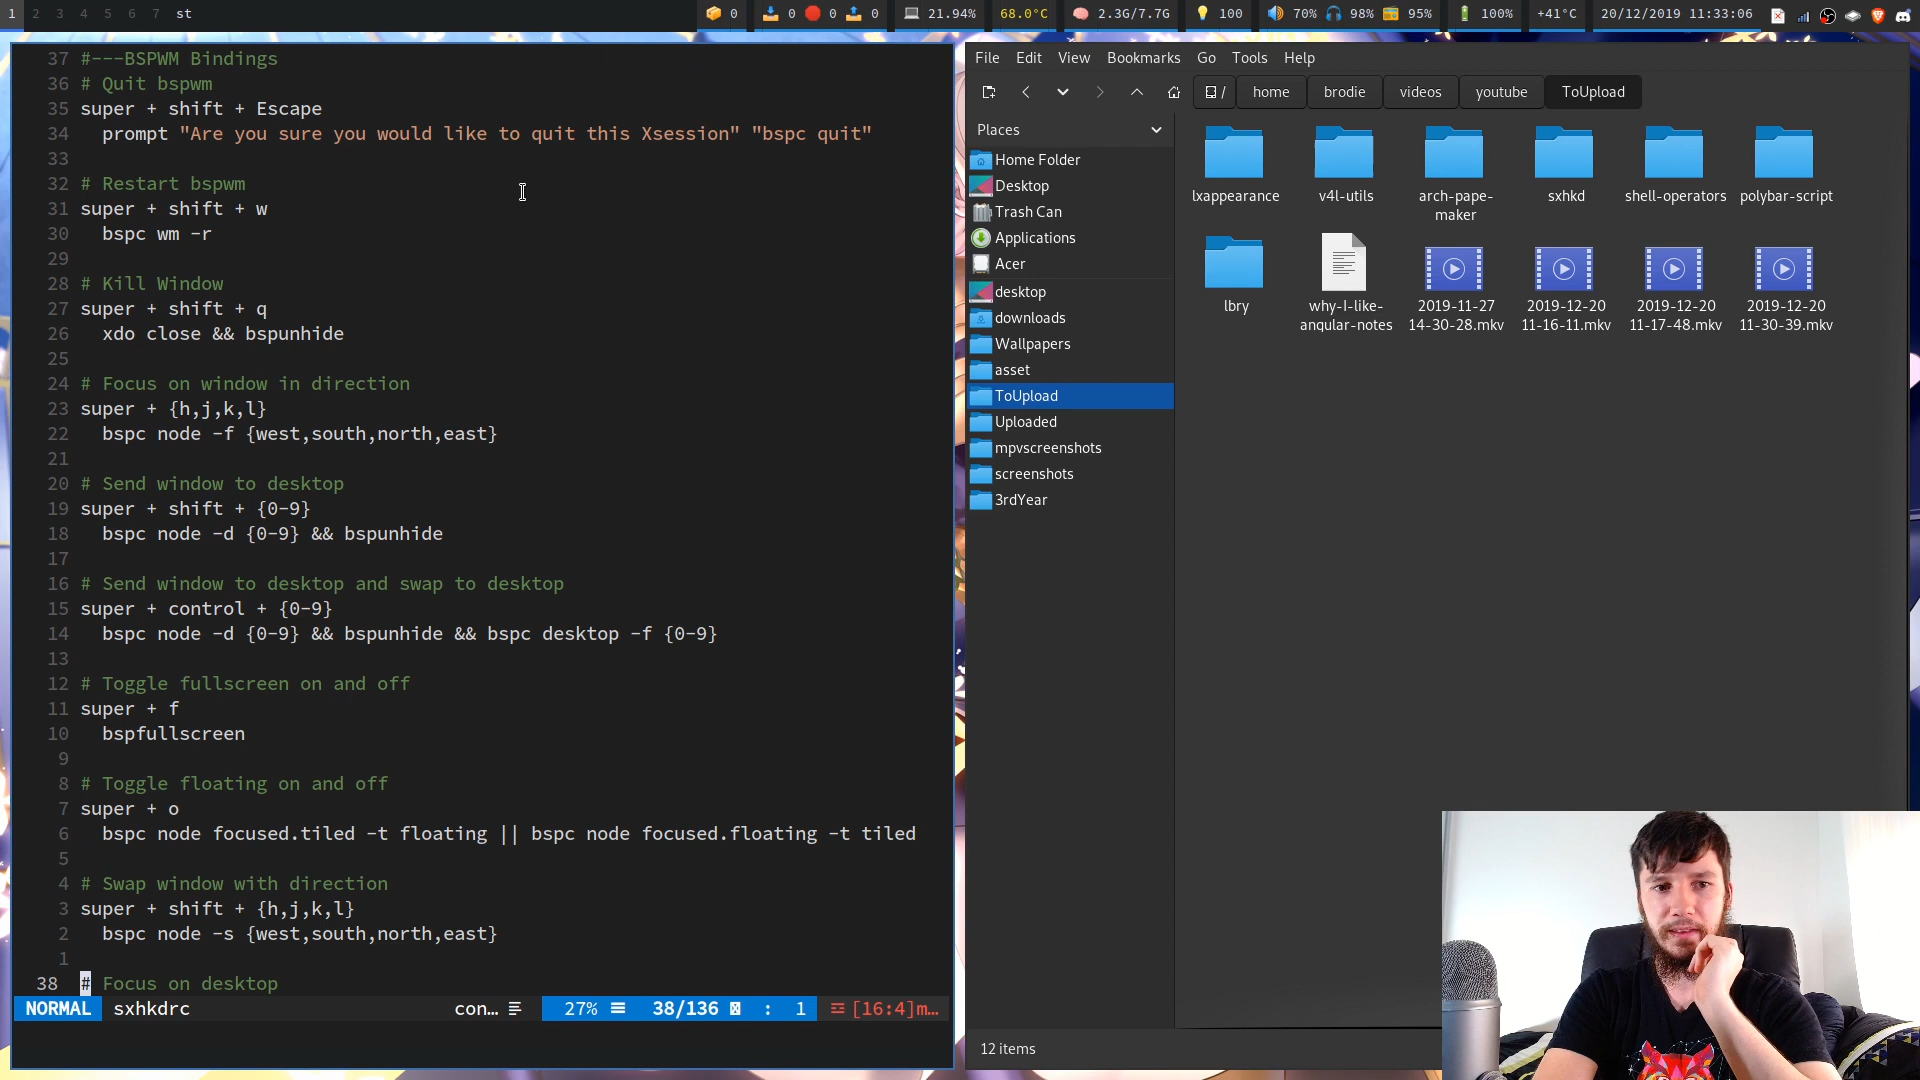 1 2 3 4 5 6 7 st 0 0 0 0 21.94% 68.0°C 2.3G/7.7G 100 70% 98% 95% 100% +41°C 20/12/2019 11:33:06
37 #---BSPWM Bindings
36 # Quit bspwm
35 super + shift + Escape
34 prompt "Are you sure you would like to quit this Xsession" "bspc quit"
33
32 # Restart bspwm
31 super + shift + w
30 bspc wm -r
29
28 # Kill Window
27 super + shift + q
26 xdo close && bspunhide
25
24 # Focus on window in direction
23 super + {h,j,k,l}
22 bspc node -f {west,south,north,east}
21
20 # Send window to desktop
19 super + shift + {0-9}
18 bspc node -d {0-9} && bspunhide
17
16 # Send window to desktop and swap to desktop
15 super + control + {0-9}
14 bspc node -d {0-9} && bspunhide && bspc desktop -f {0-9}
13
12 # Toggle fullscreen on and off
11 super + f
10 bspfullscreen
9
8 # Toggle floating on and off
7 super + o
6 bspc node focused.tiled -t floating || bspc node focused.floating -t tiled
5
4 # Swap window with direction
3 super + shift + {h,j,k,l}
2 bspc node -s {west,south,north,east}
1
38 # Focus on desktop
NORMAL sxhkdrc con… 27% 38/136 : 1 [16:4]m…
File Edit View Bookmarks Go Tools Help
/ home brodie videos youtube ToUpload
Places
Home Folder
Desktop
Trash Can
Applications
Acer
desktop
downloads
Wallpapers
asset
ToUpload
Uploaded
mpvscreenshots
screenshots
3rdYear
lxappearance
v4l-utils
arch-pape-
maker
sxhkd
shell-operators
polybar-script
lbry
why-I-like-
angular-notes
2019-11-27
14-30-28.mkv
2019-12-20
11-16-11.mkv
2019-12-20
11-17-48.mkv
2019-12-20
11-30-39.mkv
12 items